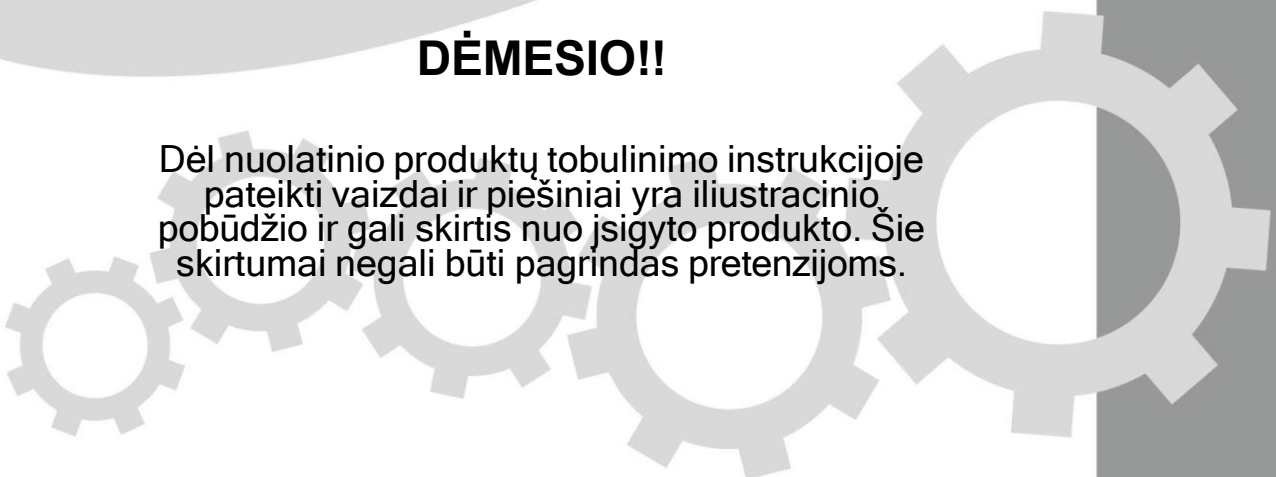 DĖMESIO!!
Dėl nuolatinio produktų tobulinimo instrukcijoje
pateikti vaizdai ir piešiniai yra iliustracinio
pobūdžio ir gali skirtis nuo įsigyto produkto. Šie
skirtumai negali būti pagrindas pretenzijoms.